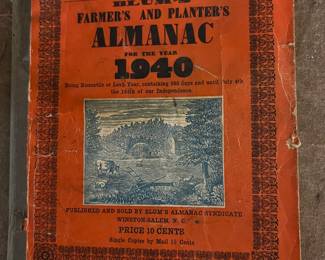 BLUM'S
FARMER'S AND PLANTER'S
ALMANAC
FOR THE YEAR
1940
Being Bissextile or Leap Year, containing 366 days and until July 4th
the 164th of our Independence.
PUBLISHED AND SOLD BY BLUM'S ALMANAC SYNDICATE
WINSTON-SALEM, N. C.
PRICE 10 CENTS
Single Copies by Mail 15 Cents